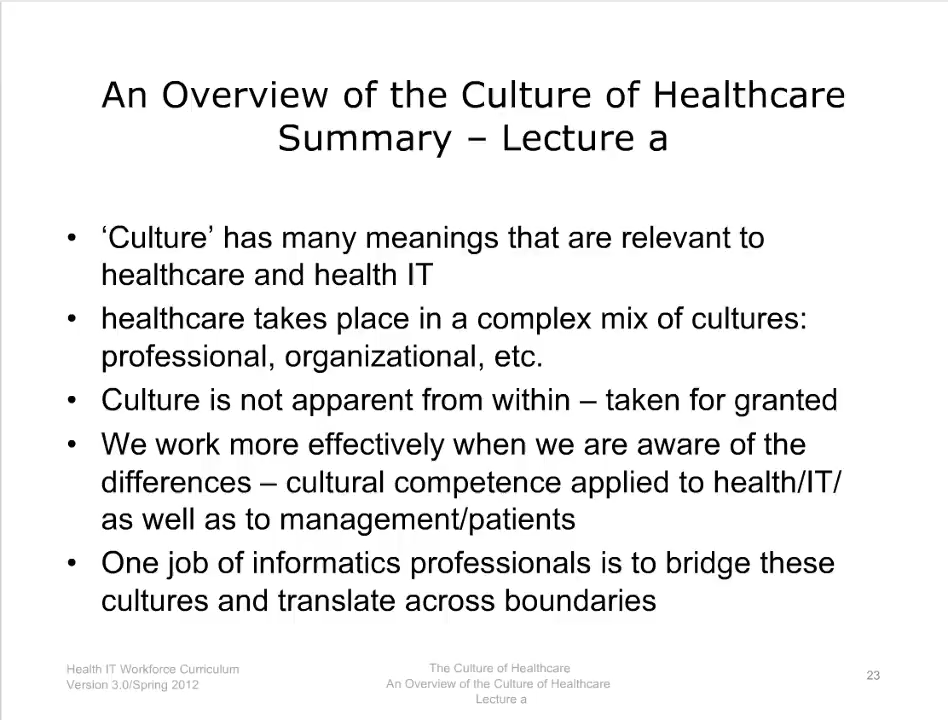 An Overview of the Culture of Healthcare
Summary – Lecture a
• ‘Culture’ has many meanings that are relevant to
healthcare and health IT
• healthcare takes place in a complex mix of cultures:
professional, organizational, etc.
• Culture is not apparent from within – taken for granted
• We work more effectively when we are aware of the
differences – cultural competence applied to health/IT/
as well as to management/patients
• One job of informatics professionals is to bridge these
cultures and translate across boundaries
Health IT Workforce Curriculum
Version 3.0/Spring 2012
The Culture of Healthcare
An Overview of the Culture of Healthcare
Lecture a
23